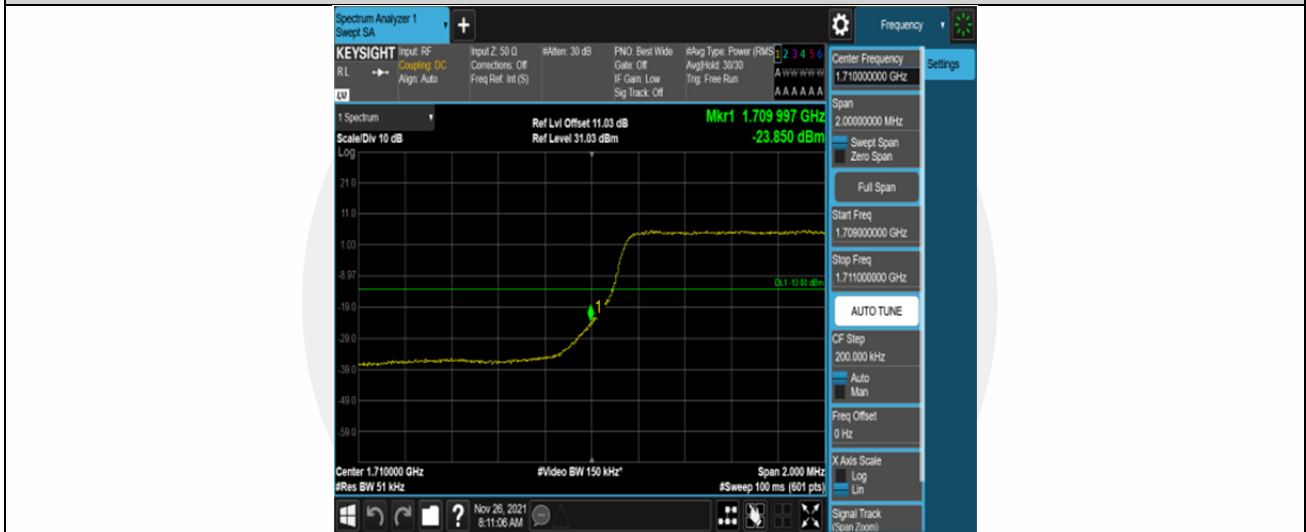 Spectrum Analyzer 1
Swept SA
+
Frequency
KEYSIGHT
RL
LV
Input: RF
Coupling: DC
Align: Auto
Input Z: 50 Ω
Corrections: Off
Freq Ref: Int (S)
#Atten: 30 dB
PNO: Best Wide
Gate: Off
IF Gain: Low
Sig Track: Off
#Avg Type: Power (RMS
Avg|Hold: 30/30
Trig: Free Run
1 2 3 4 5 6
A W W W W W
A A A A A A
1 Spectrum
Scale/Div 10 dB
Log
Ref Lvl Offset 11.03 dB
Ref Level 31.03 dBm
Mkr1 1.709 997 GHz
-23.850 dBm
21.0
11.0
1.03
-8.97
-19.0
-29.0
-39.0
-49.0
-59.0
DL1 -13.00 dBm
1
Center 1.710000 GHz
#Res BW 51 kHz
#Video BW 150 kHz*
Span 2.000 MHz
#Sweep 100 ms (601 pts)
?
Nov 26, 2021
8:11:06 AM
Center Frequency
1.710000000 GHz
Settings
Span
2.00000000 MHz
Swept Span
Zero Span
Full Span
Start Freq
1.709000000 GHz
Stop Freq
1.711000000 GHz
AUTO TUNE
CF Step
200.000 kHz
Auto
Man
Freq Offset
0 Hz
X Axis Scale
Log
Lin
Signal Track
(Span Zoom)